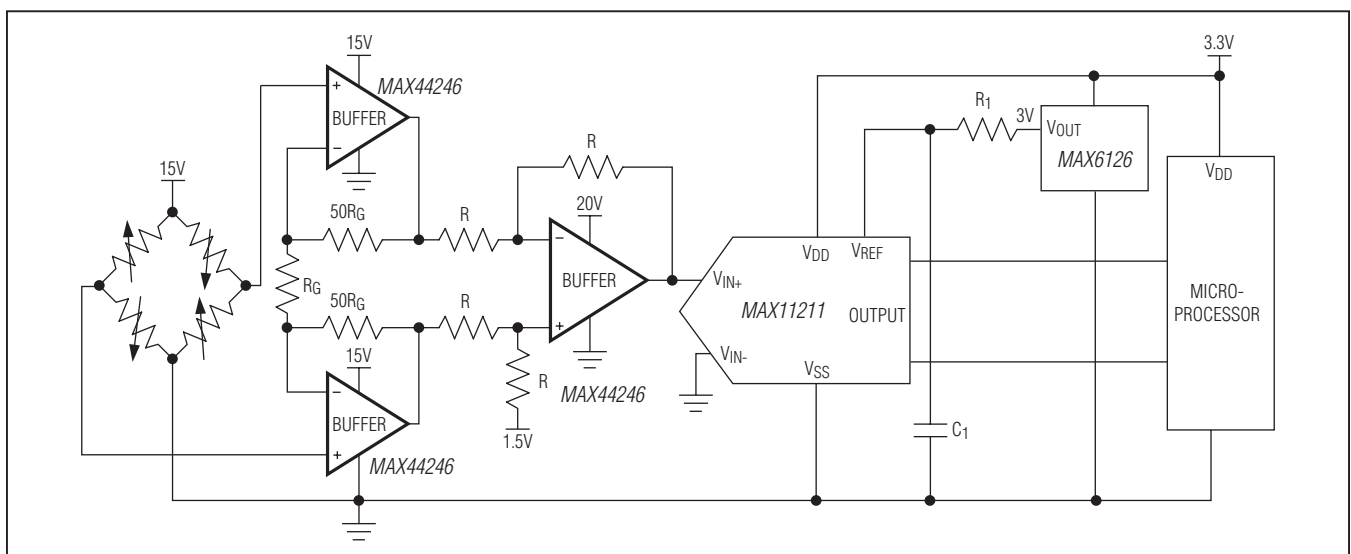 15V
MAX44246
+
BUFFER
−
15V
50RG
R
R
20V
−
BUFFER
+
RG
50RG
R
15V
R
MAX44246
1.5V
−
BUFFER
+
MAX44246
3.3V
R1
3V
VOUT
MAX6126
VDD
VDD
VREF
VIN+
MAX11211
OUTPUT
VIN-
VSS
MICRO-
PROCESSOR
C1